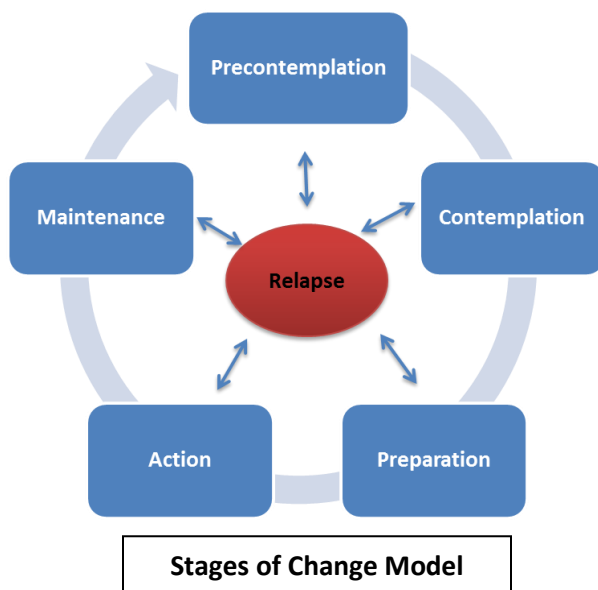 Precontemplation
Maintenance
Contemplation
Relapse
Action
Preparation
Stages of Change Model